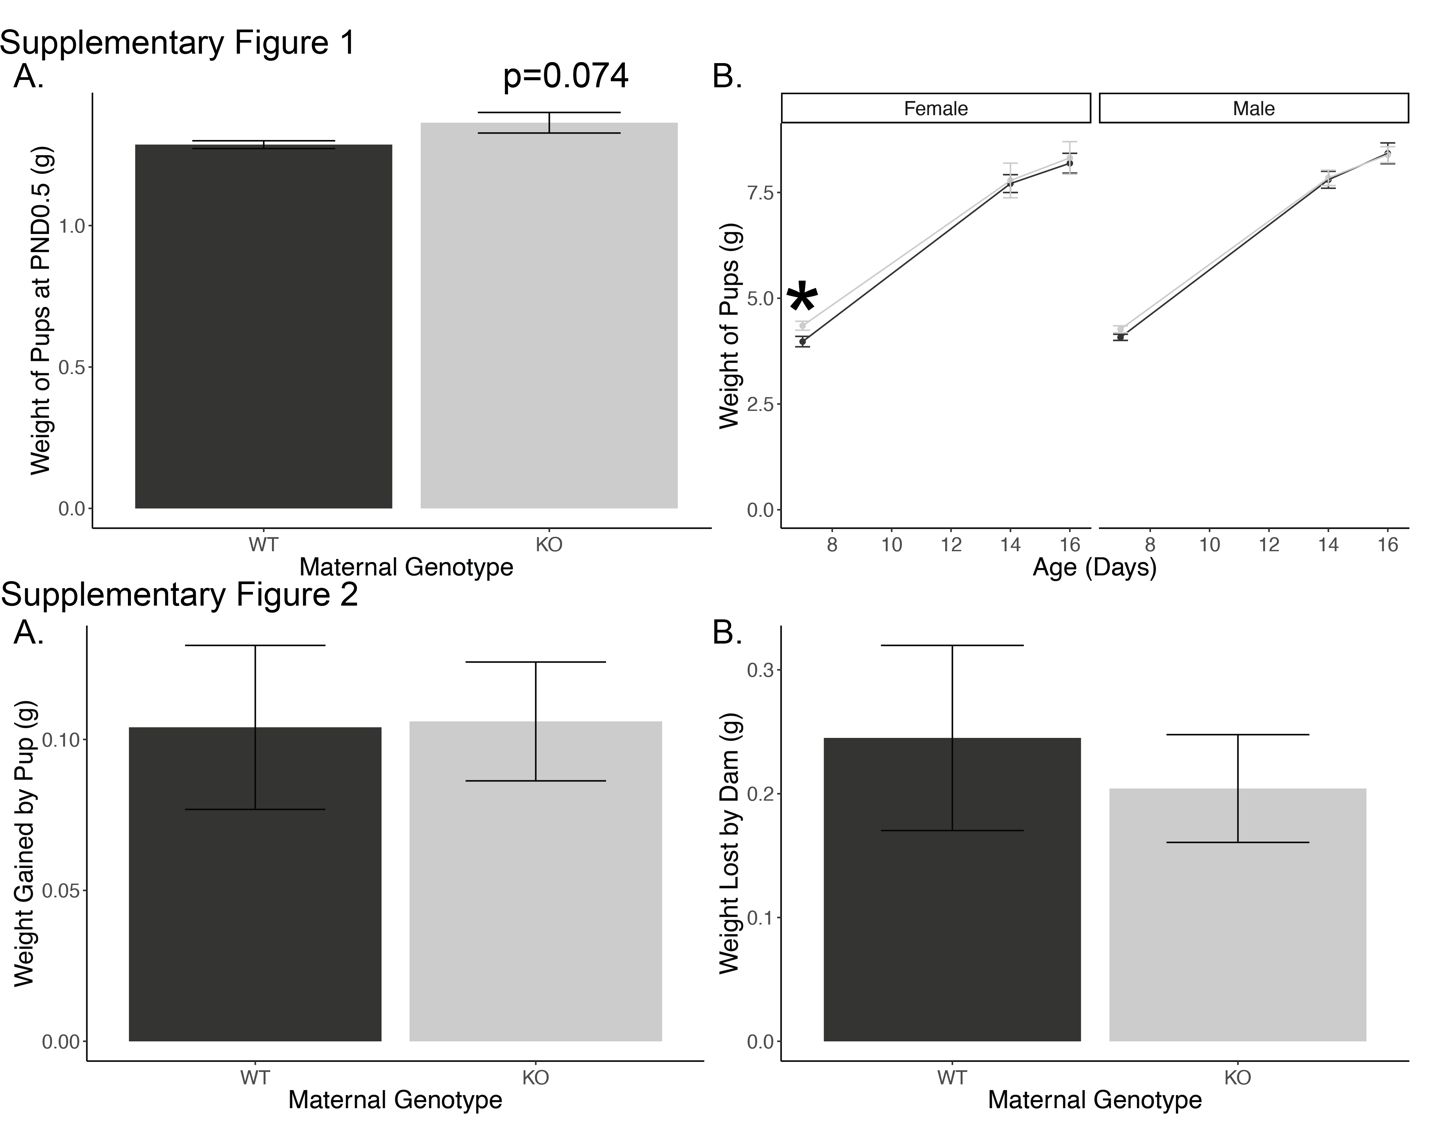 Supplementary Figure 1
A.
p=0.074
Weight of Pups at PND0.5 (g)
1.0
0.5
0.0
WT
KO
Maternal Genotype
B.
Female
Male
Weight of Pups (g)
7.5
5.0
2.5
0.0
*
8 10 12 14 16
8 10 12 14 16
Age (Days)
Supplementary Figure 2
A.
Weight Gained by Pup (g)
0.10
0.05
0.00
WT
KO
Maternal Genotype
B.
Weight Lost by Dam (g)
0.3
0.2
0.1
0.0
WT
KO
Maternal Genotype